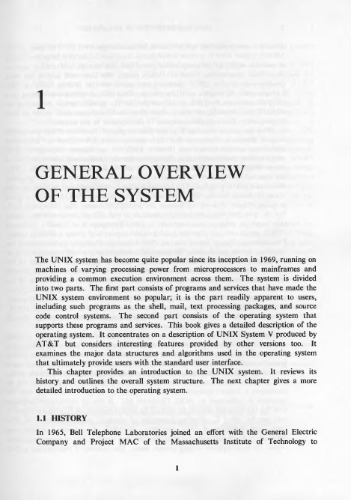 1
GENERAL OVERVIEW
OF THE SYSTEM
The UNIX system has become quite popular since its inception in 1969, running on
machines of varying processing power from microprocessors to mainframes and
providing a common execution environment across them. The system is divided
into two parts. The first part consists of programs and services that have made the
UNIX system environment so popular; it is the part readily apparent to users,
including such programs as the shell, mail, text processing packages, and source
code control systems. The second part consists of the operating system that
supports these programs and services. This book gives a detailed description of the
operating system. It concentrates on a description of UNIX System V produced by
AT&T but considers interesting features provided by other versions too. It
examines the major data structures and algorithms used in the operating system
that ultimately provide users with the standard user interface.
This chapter provides an introduction to the UNIX system. It reviews its
history and outlines the overall system structure. The next chapter gives a more
detailed introduction to the operating system.
1.1 HISTORY
In 1965, Bell Telephone Laboratories joined an effort with the General Electric
Company and Project MAC of the Massachusetts Institute of Technology to
1